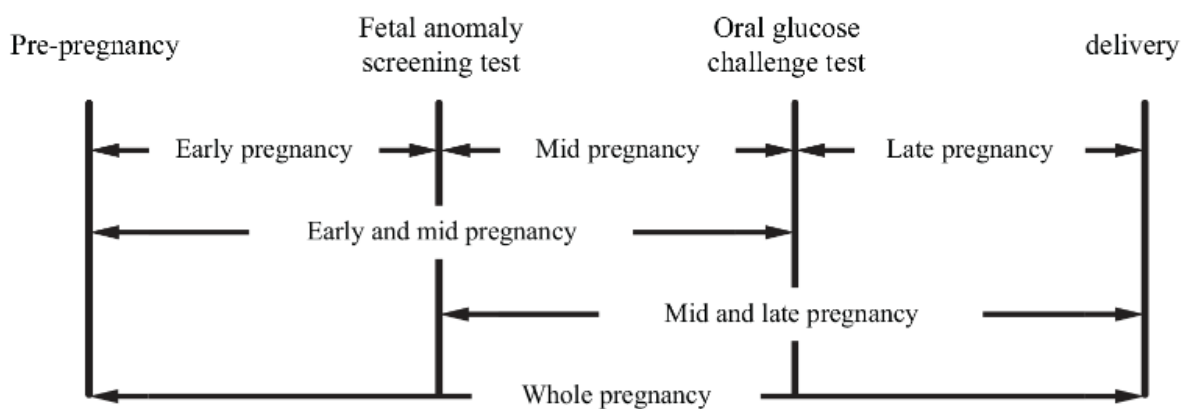 Pre-pregnancy
Fetal anomaly
screening test
Oral glucose
challenge test
delivery
Early pregnancy
Mid pregnancy
Late pregnancy
Early and mid pregnancy
Mid and late pregnancy
Whole pregnancy